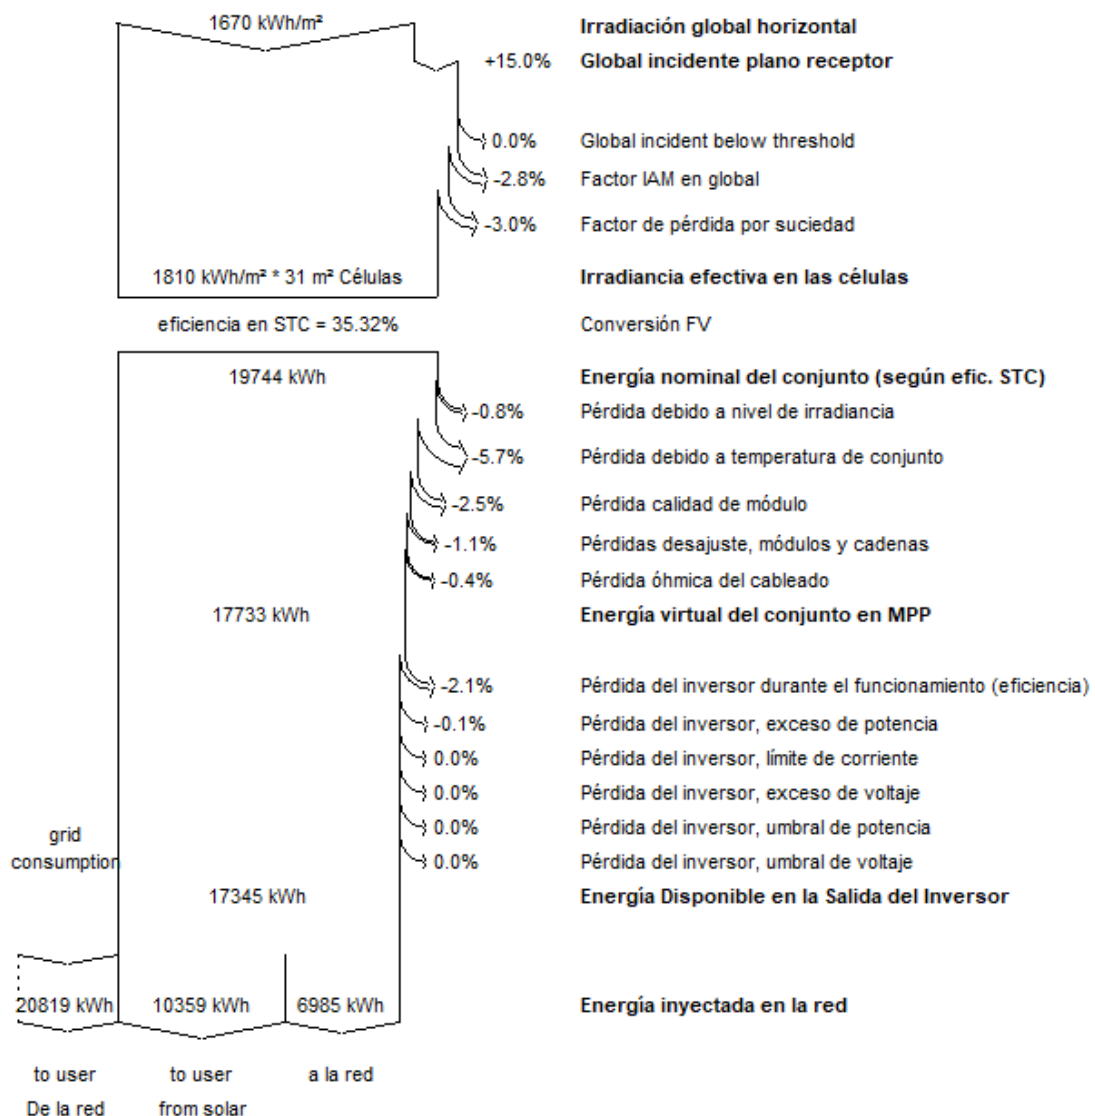 1670 kWh/m² Irradiación global horizontal
+15.0% Global incidente plano receptor
0.0% Global incident below threshold
-2.8% Factor IAM en global
-3.0% Factor de pérdida por suciedad
1810 kWh/m² * 31 m² Células Irradiancia efectiva en las células
eficiencia en STC = 35.32% Conversión FV
19744 kWh Energía nominal del conjunto (según efic. STC)
-0.8% Pérdida debido a nivel de irradiancia
-5.7% Pérdida debido a temperatura de conjunto
-2.5% Pérdida calidad de módulo
-1.1% Pérdidas desajuste, módulos y cadenas
-0.4% Pérdida óhmica del cableado
17733 kWh Energía virtual del conjunto en MPP
-2.1% Pérdida del inversor durante el funcionamiento (eficiencia)
-0.1% Pérdida del inversor, exceso de potencia
0.0% Pérdida del inversor, límite de corriente
0.0% Pérdida del inversor, exceso de voltaje
grid 0.0% Pérdida del inversor, umbral de potencia
consumption 0.0% Pérdida del inversor, umbral de voltaje
17345 kWh Energía Disponible en la Salida del Inversor
20819 kWh 10359 kWh 6985 kWh Energía inyectada en la red
to user to user a la red
De la red from solar